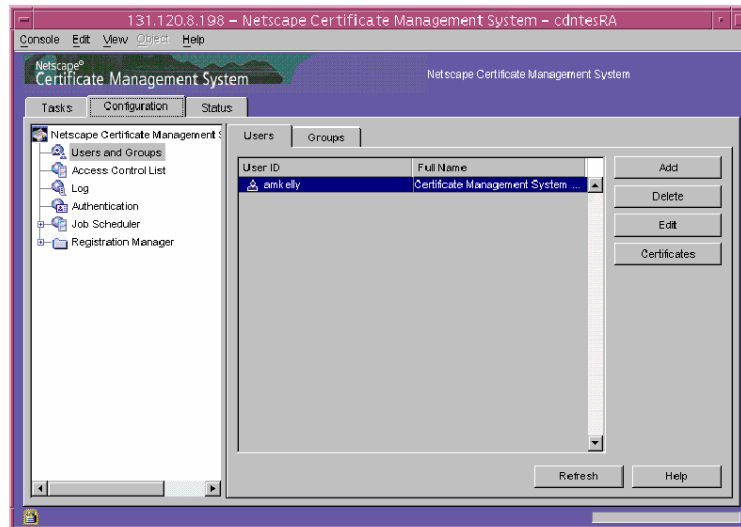 131.120.8.198 – Netscape Certificate Management System – cdntesRA
Console Edit View Object Help
Netscape®
Certificate Management System
Netscape Certificate Management System
Tasks Configuration Status
Netscape Certificate Management S
Users and Groups
Access Control List
Log
Authentication
Job Scheduler
Registration Manager
Users Groups
User ID Full Name
amkelly Certificate Management System ...
Add
Delete
Edit
Certificates
Refresh Help